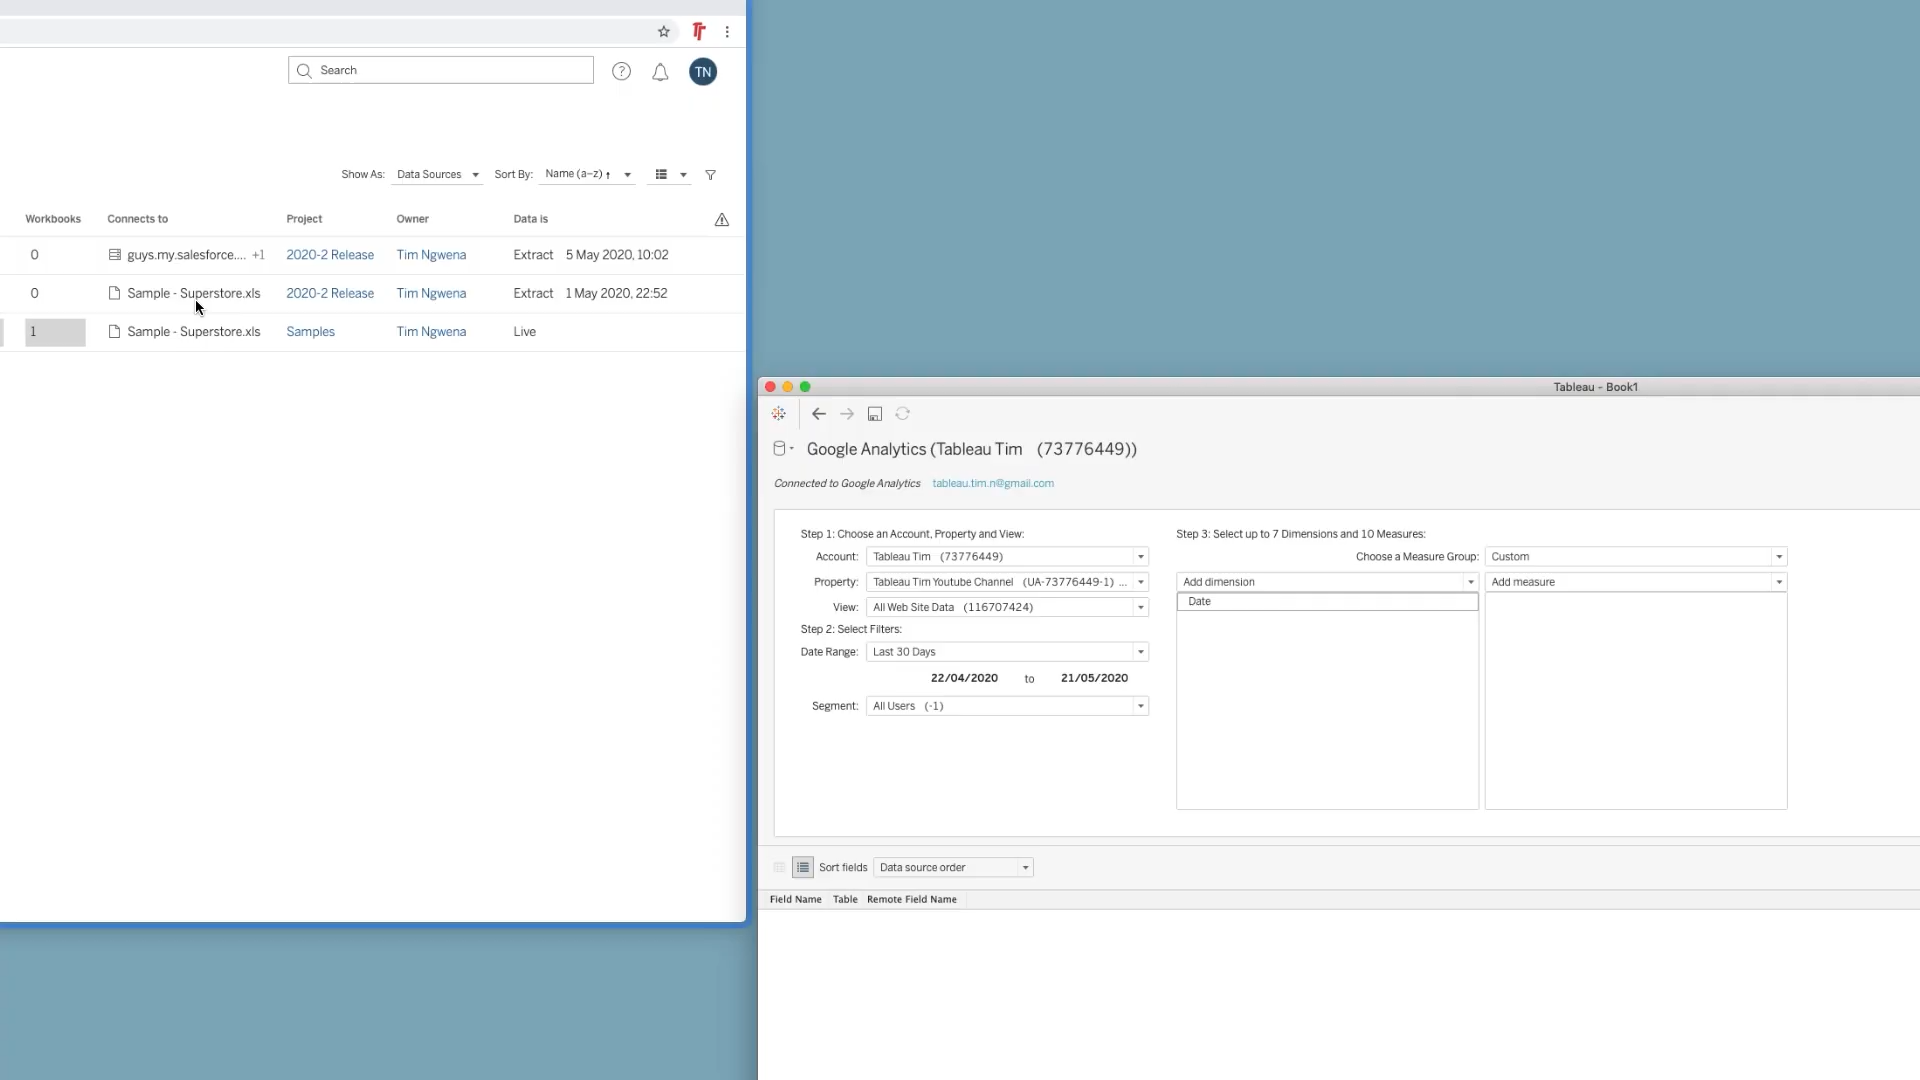 Search
TN
Show As: Data Sources Sort By: Name (a–z) ↑
Workbooks Connects to Project Owner Data is
0 guys.my.salesforce.... +1 2020-2 Release Tim Ngwena Extract 5 May 2020, 10:02
0 Sample - Superstore.xls 2020-2 Release Tim Ngwena Extract 1 May 2020, 22:52
1 Sample - Superstore.xls Samples Tim Ngwena Live
Tableau - Book1
Google Analytics (Tableau Tim (73776449))
Connected to Google Analytics tableau.tim.n@gmail.com
Step 1: Choose an Account, Property and View:
Account: Tableau Tim (73776449)
Property: Tableau Tim Youtube Channel (UA-73776449-1) ...
View: All Web Site Data (116707424)
Step 2: Select Filters:
Date Range: Last 30 Days
22/04/2020 to 21/05/2020
Segment: All Users (-1)
Step 3: Select up to 7 Dimensions and 10 Measures:
Choose a Measure Group: Custom
Add dimension Add measure
Date
Sort fields Data source order
Field Name Table Remote Field Name